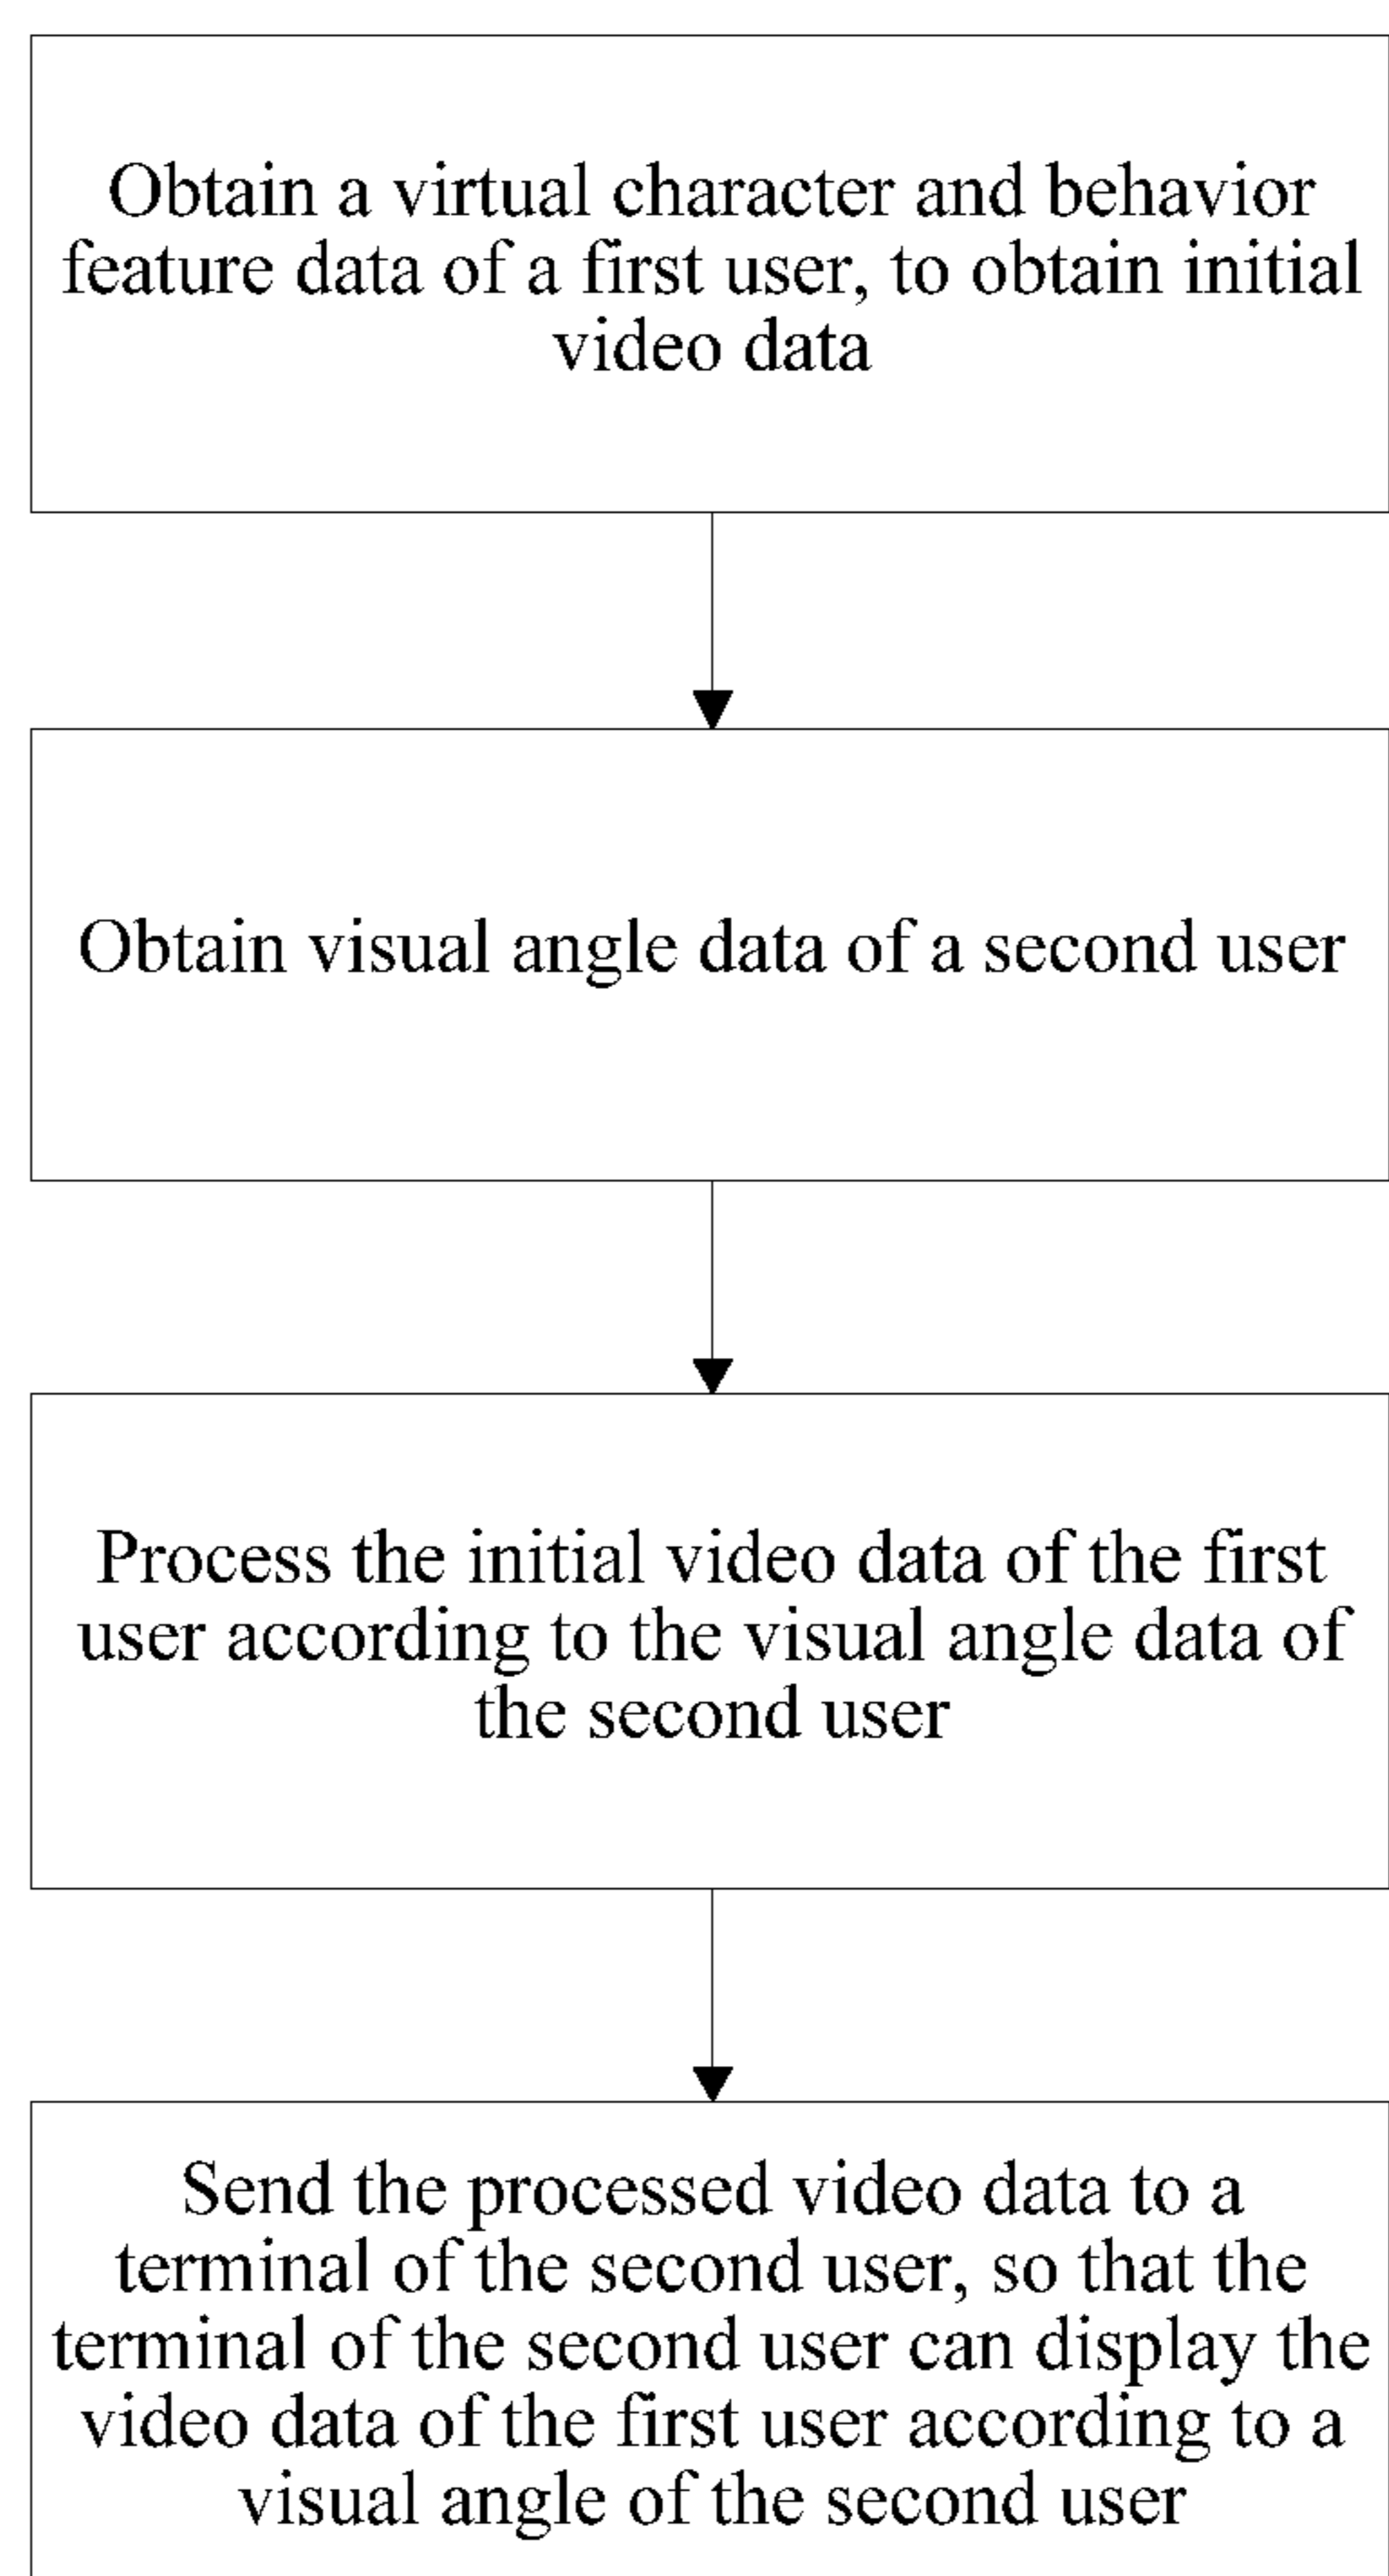 Obtain a virtual character and behavior
feature data of a first user, to obtain initial
video data
Obtain visual angle data of a second user
Process the initial video data of the first
user according to the visual angle data of
the second user
Send the processed video data to a
terminal of the second user, so that the
terminal of the second user can display the
video data of the first user according to a
visual angle of the second user